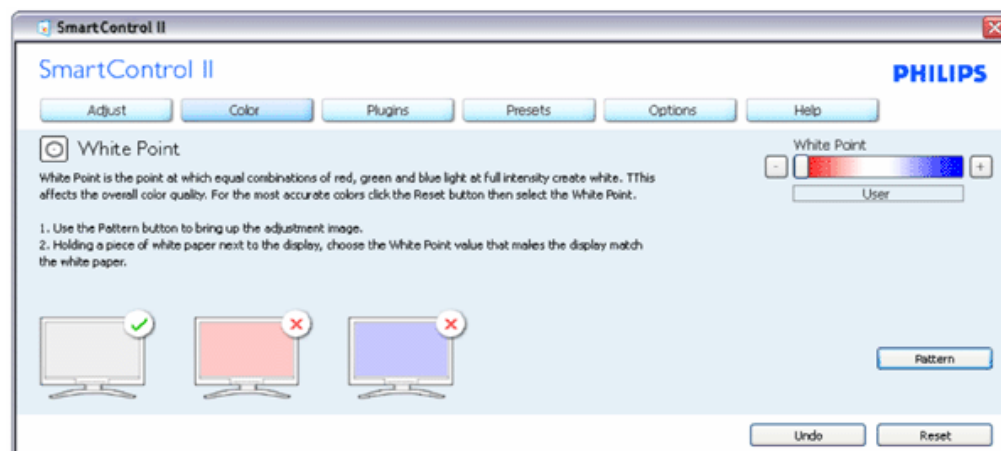 SmartControl II
SmartControl II
PHILIPS
Adjust
Color
Plugins
Presets
Options
Help
White Point
White Point is the point at which equal combinations of red, green and blue light at full intensity create white. TThis
affects the overall color quality. For the most accurate colors click the Reset button then select the White Point.
1. Use the Pattern button to bring up the adjustment image.
2. Holding a piece of white paper next to the display, choose the White Point value that makes the display match
the white paper.
White Point
- +
User
Pattern
Undo
Reset